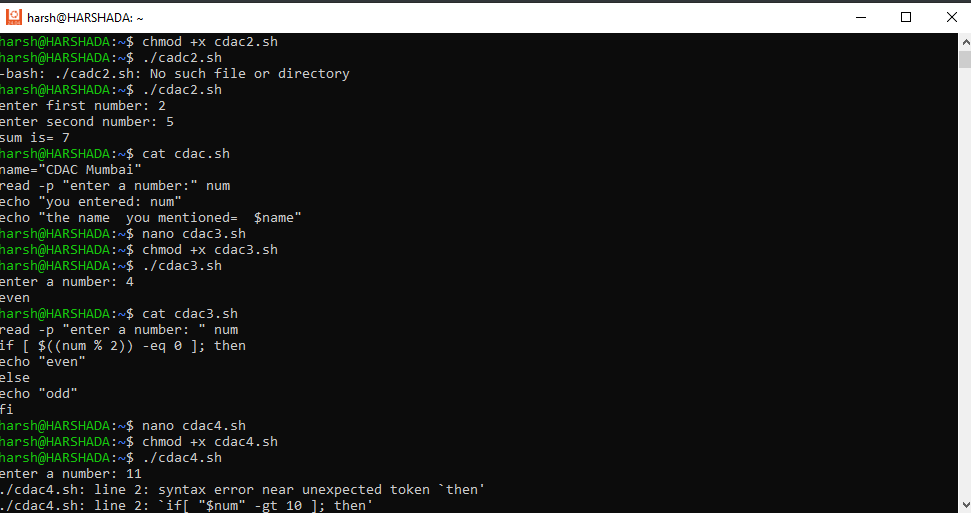 harsh@HARSHADA: ~
harsh@HARSHADA:~$ chmod +x cdac2.sh
harsh@HARSHADA:~$ ./cadc2.sh
-bash: ./cadc2.sh: No such file or directory
harsh@HARSHADA:~$ ./cdac2.sh
enter first number: 2
enter second number: 5
sum is= 7
harsh@HARSHADA:~$ cat cdac.sh
name="CDAC Mumbai"
read -p "enter a number:" num
echo "you entered: num"
echo "the name  you mentioned=  $name"
harsh@HARSHADA:~$ nano cdac3.sh
harsh@HARSHADA:~$ chmod +x cdac3.sh
harsh@HARSHADA:~$ ./cdac3.sh
enter a number: 4
even
harsh@HARSHADA:~$ cat cdac3.sh
read -p "enter a number: " num
if [ $((num % 2)) -eq 0 ]; then
echo "even"
else
echo "odd"
fi
harsh@HARSHADA:~$ nano cdac4.sh
harsh@HARSHADA:~$ chmod +x cdac4.sh
harsh@HARSHADA:~$ ./cdac4.sh
enter a number: 11
./cdac4.sh: line 2: syntax error near unexpected token `then'
./cdac4.sh: line 2: `if[ "$num" -gt 10 ]; then'